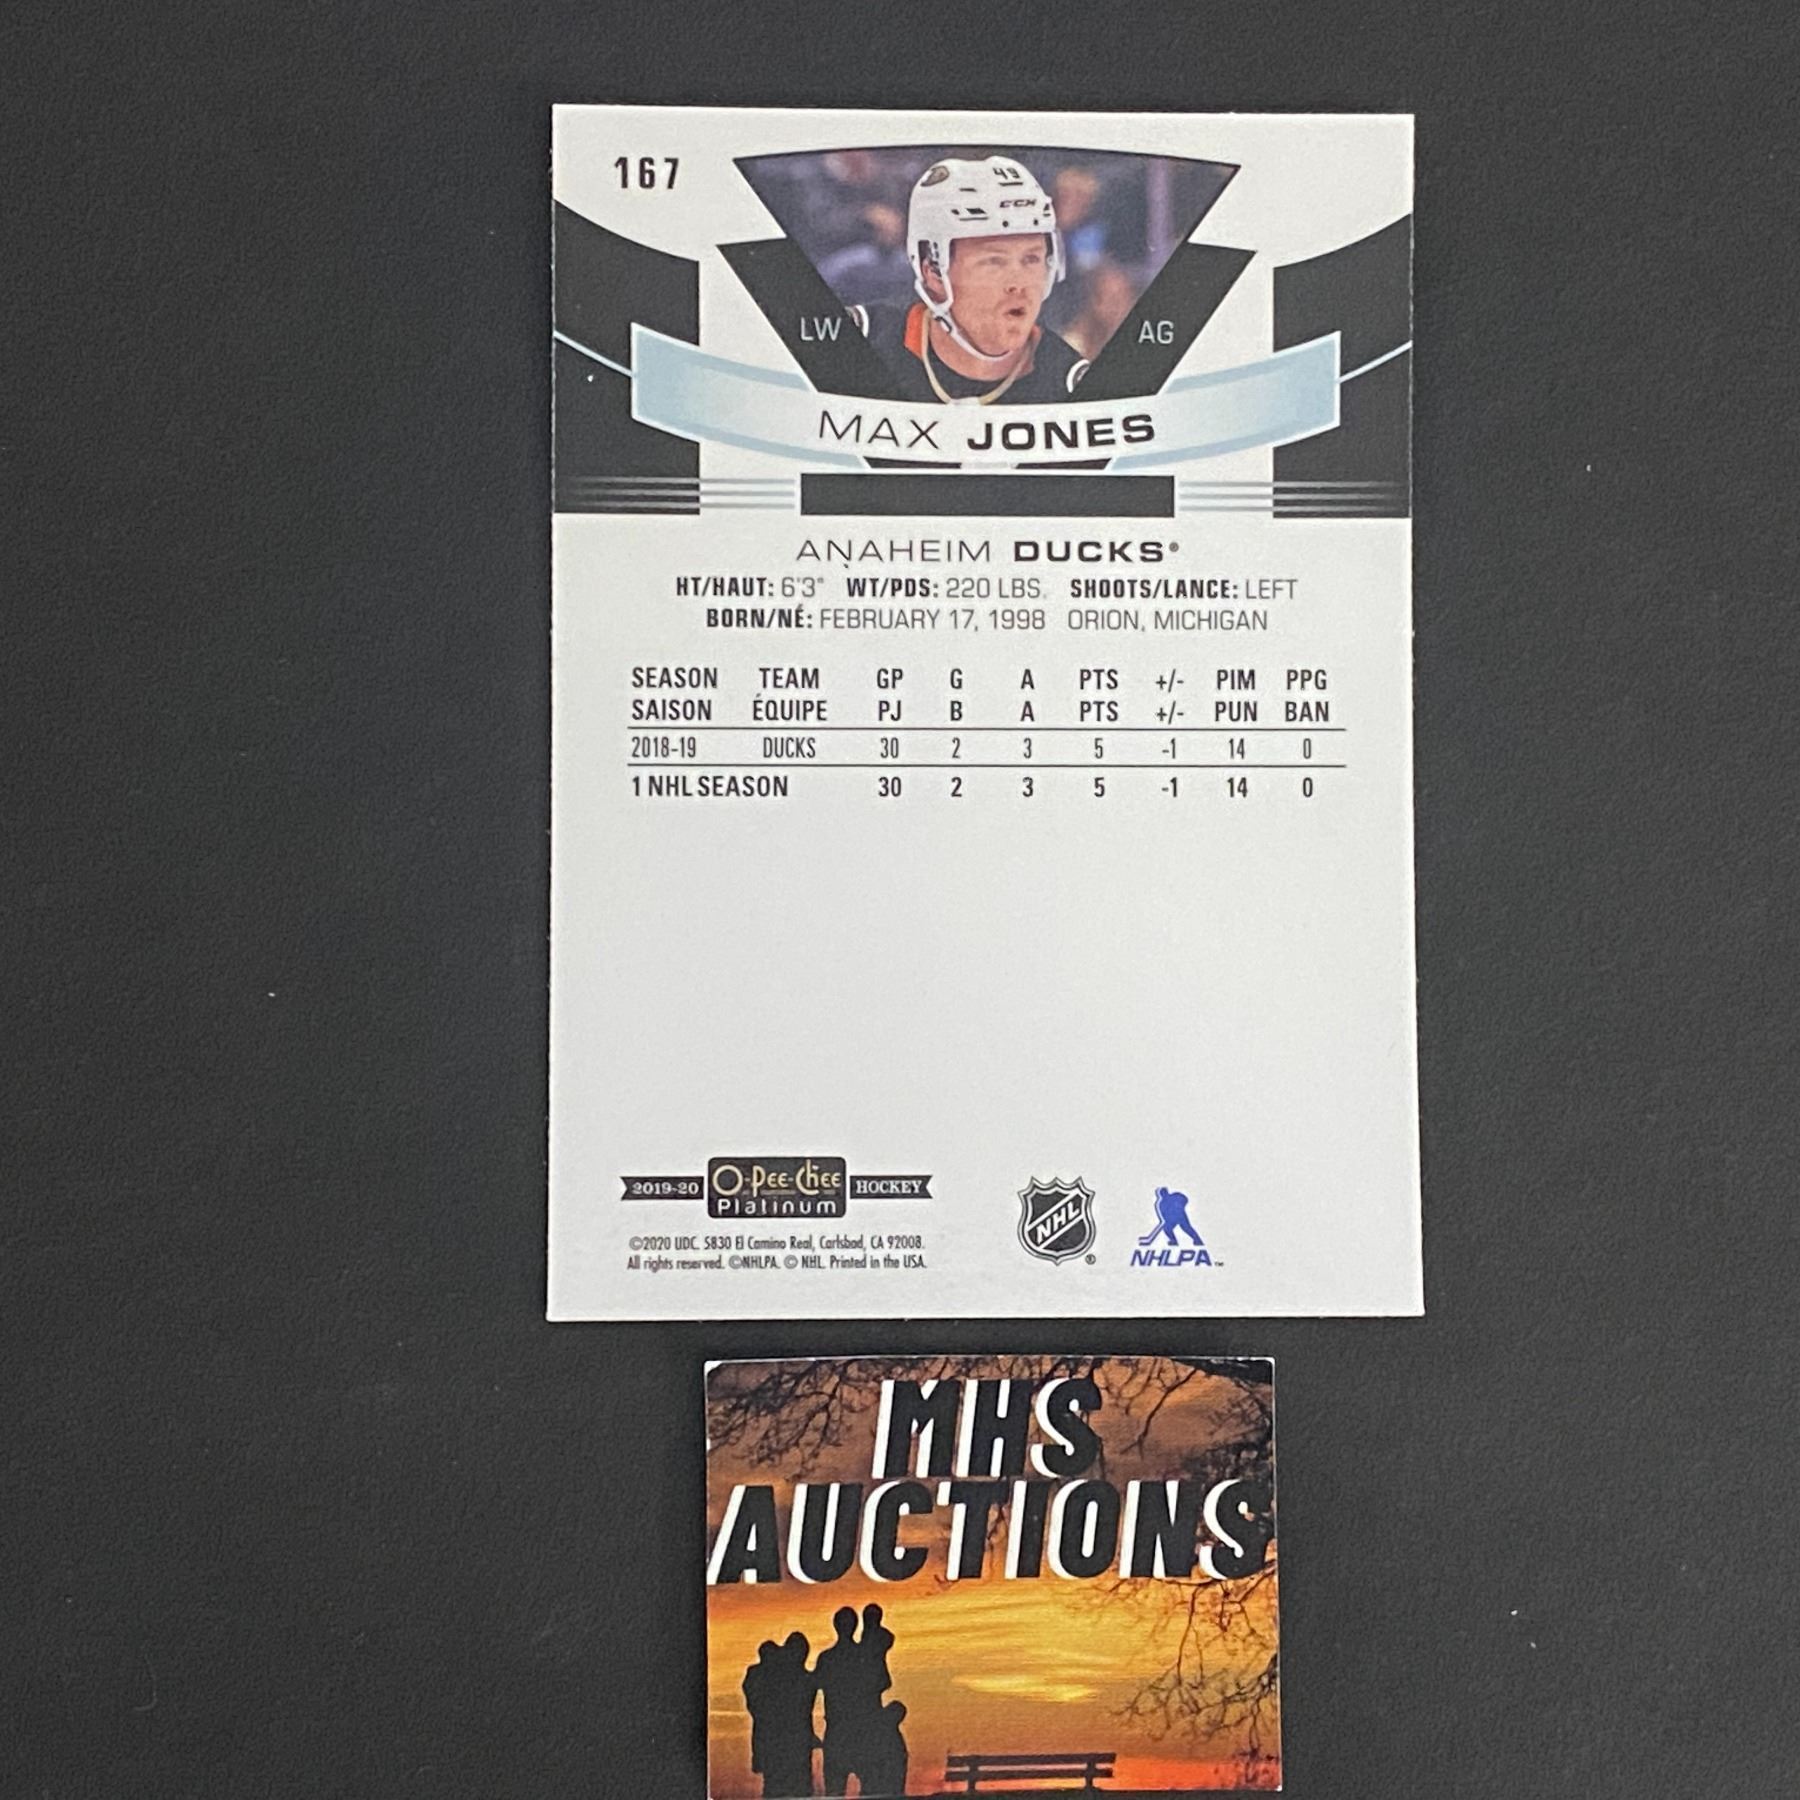 167
49
CCM
LW AG
MAX JONES
ANAHEIM DUCKS®
HT/HAUT: 6'3" WT/PDS: 220 LBS. SHOOTS/LANCE: LEFT
BORN/NÉ: FEBRUARY 17, 1998 ORION, MICHIGAN
SEASON TEAM GP G A PTS +/- PIM PPG
SAISON ÉQUIPE PJ B A PTS +/- PUN BAN
2018-19 DUCKS 30 2 3 5 -1 14 0
1 NHL SEASON 30 2 3 5 -1 14 0
2019-20 O-Pee-Chee HOCKEY
Platinum
©2020 UDC. 5830 El Camino Real, Carlsbad, CA 92008.
All rights reserved. ©NHLPA. © NHL. Printed in the USA.
NHL ®
NHLPA™
MHS
AUCTIONS